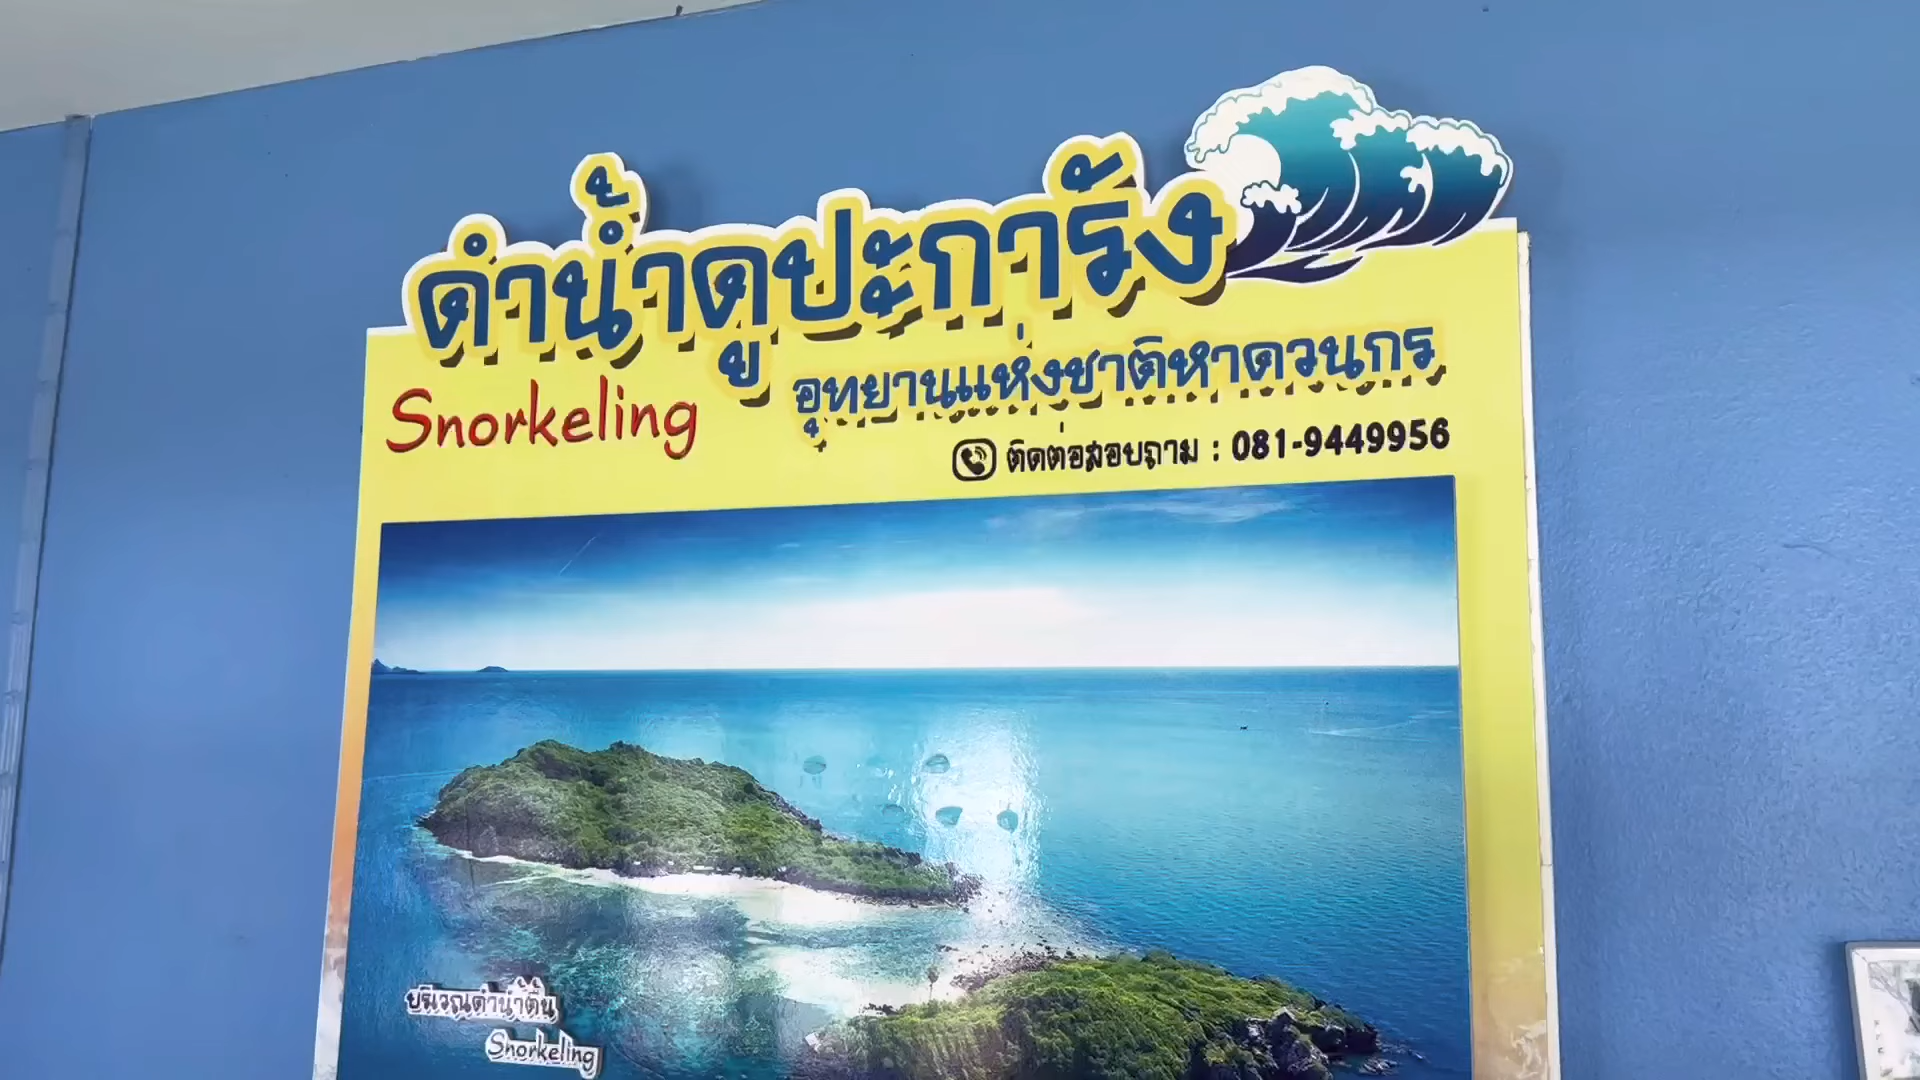 ดำน้ำดูปะการัง
Snorkeling
อุทยานแห่งชาติหาดวนกร
ติดต่อสอบถาม : 081-9449956
บริเวณดำน้ำตื้น
Snorkeling